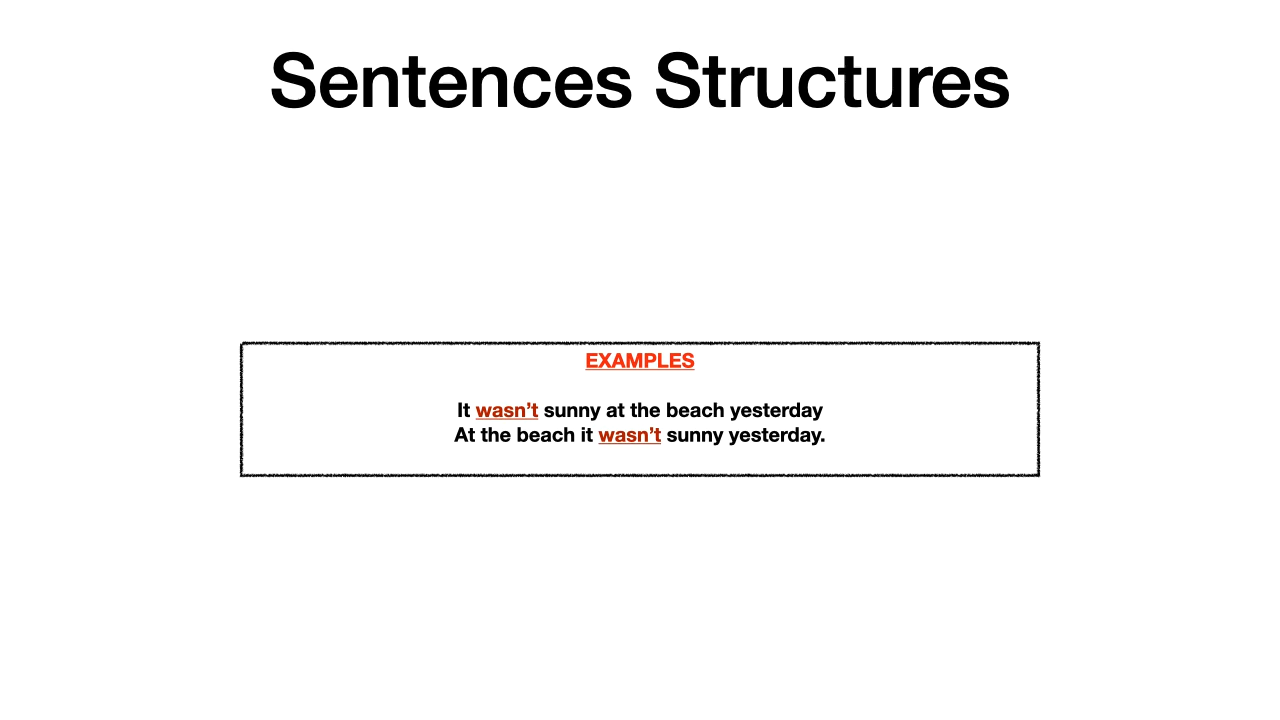 Sentences Structures
EXAMPLES
It wasn’t sunny at the beach yesterday
At the beach it wasn’t sunny yesterday.